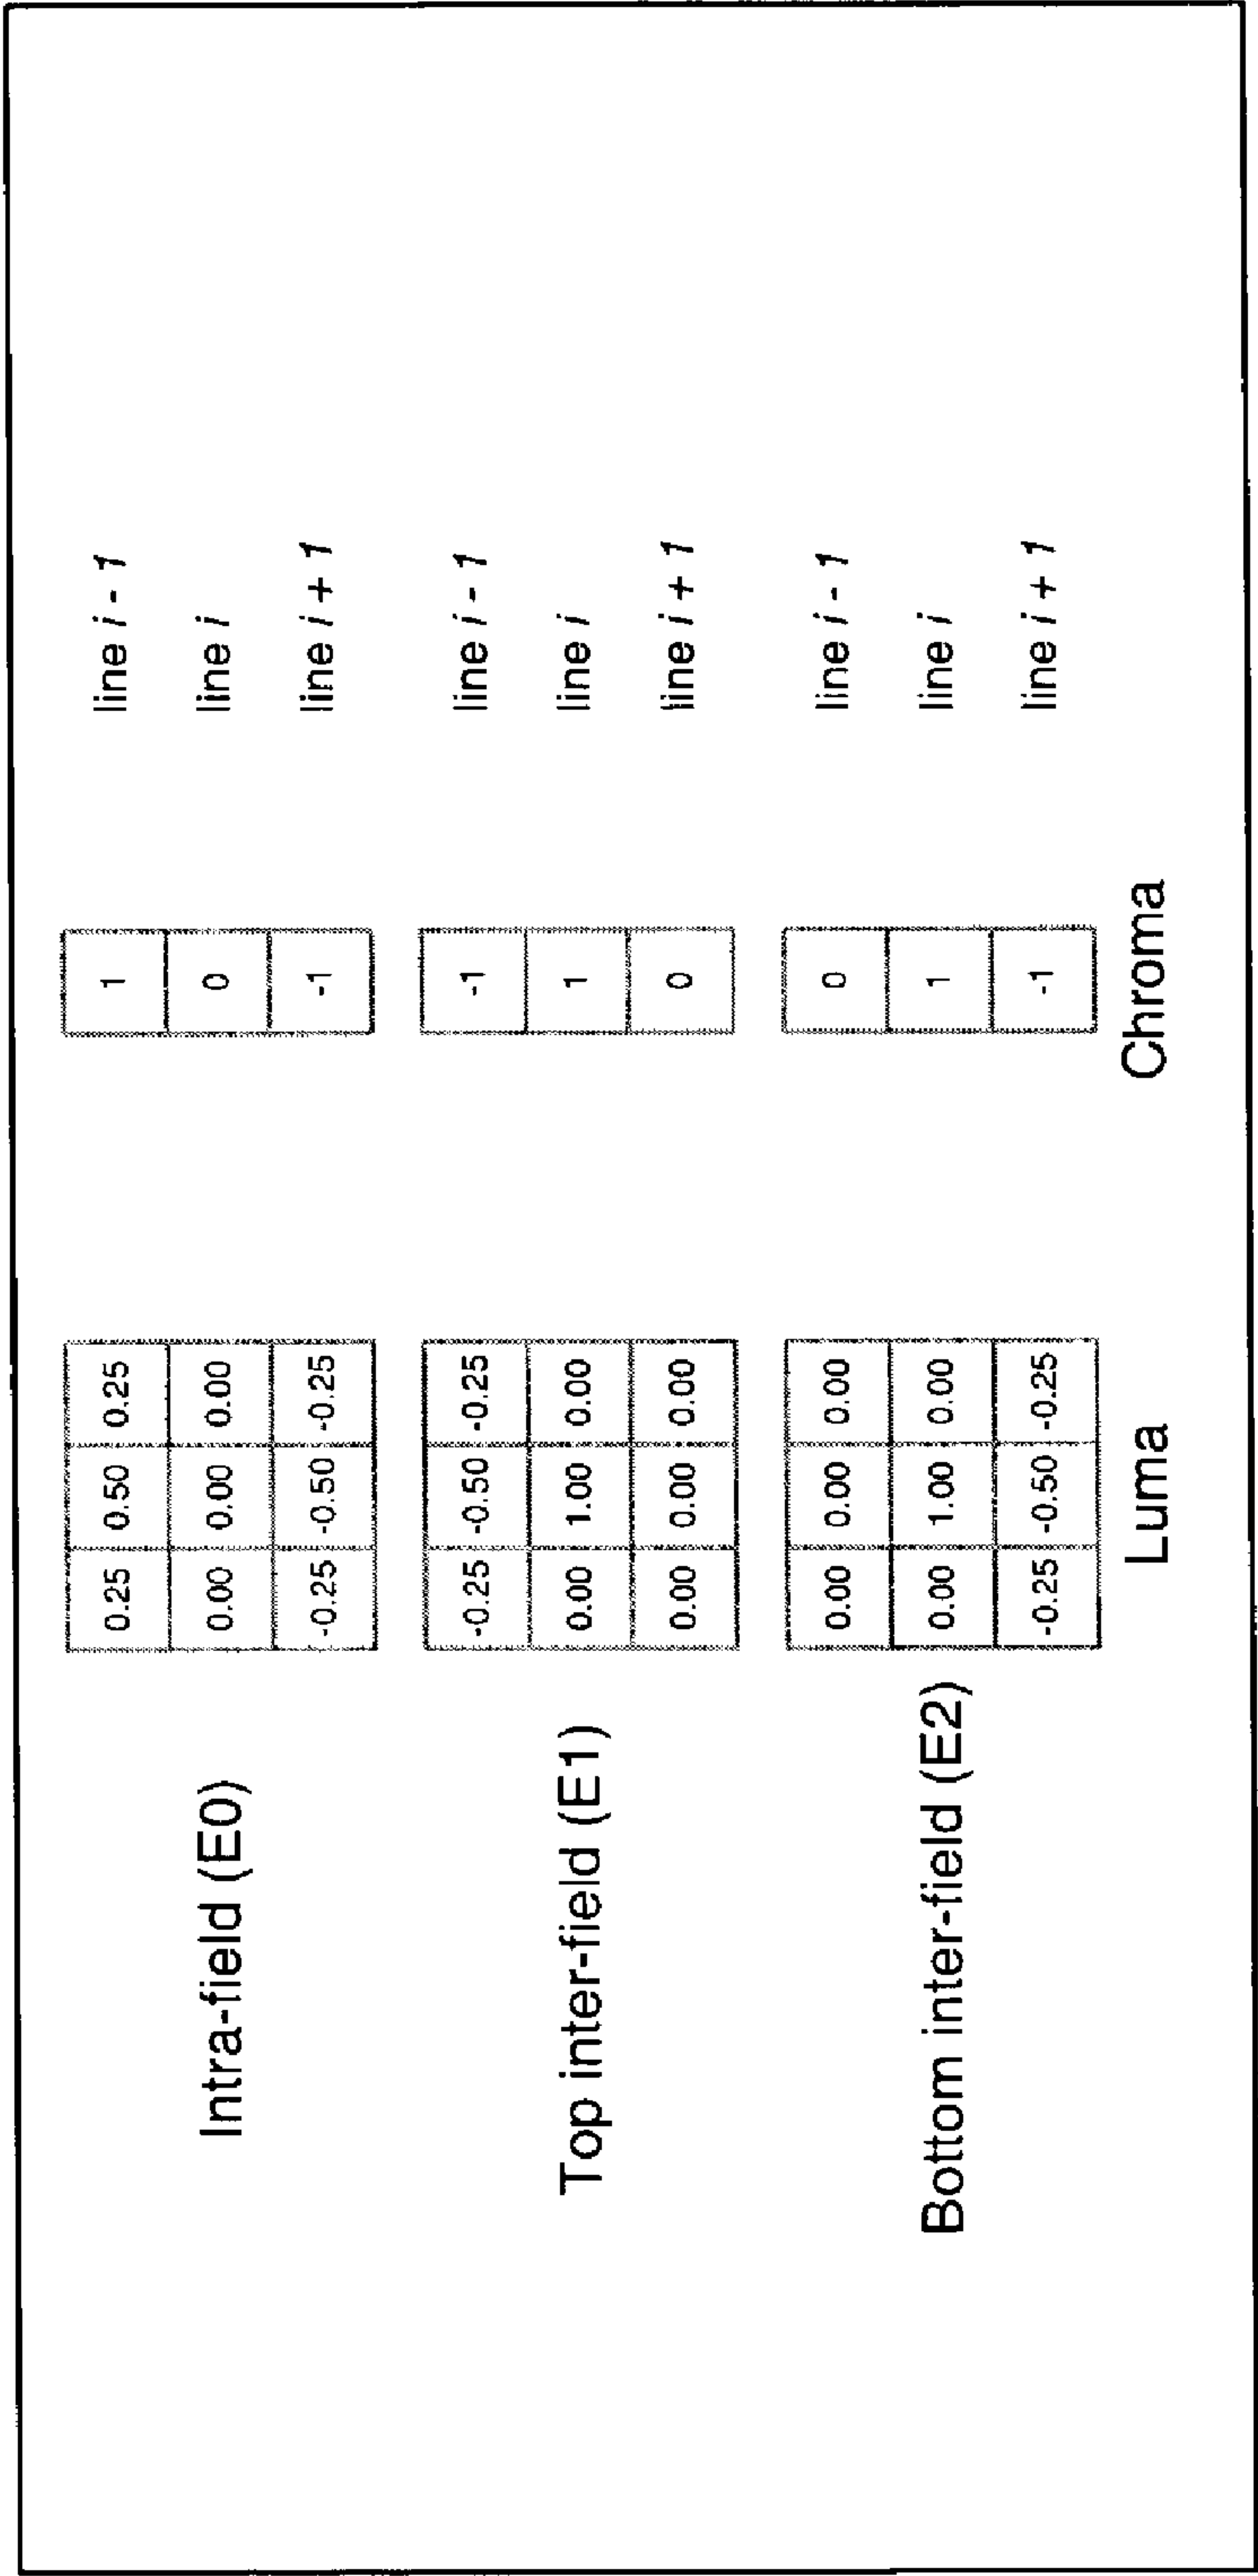 0.25 0.50 0.25 1 line i - 1
Intra-field (E0) 0.00 0.00 0.00 0 line i
-0.25 -0.50 -0.25 -1 line i + 1
-0.25 -0.50 -0.25 -1 line i - 1
Top inter-field (E1) 0.00 1.00 0.00 1 line i
0.00 0.00 0.00 0 line i + 1
0.00 0.00 0.00 0 line i - 1
Bottom inter-field (E2) 0.00 1.00 0.00 1 line i
-0.25 -0.50 -0.25 -1 line i + 1
Luma Chroma